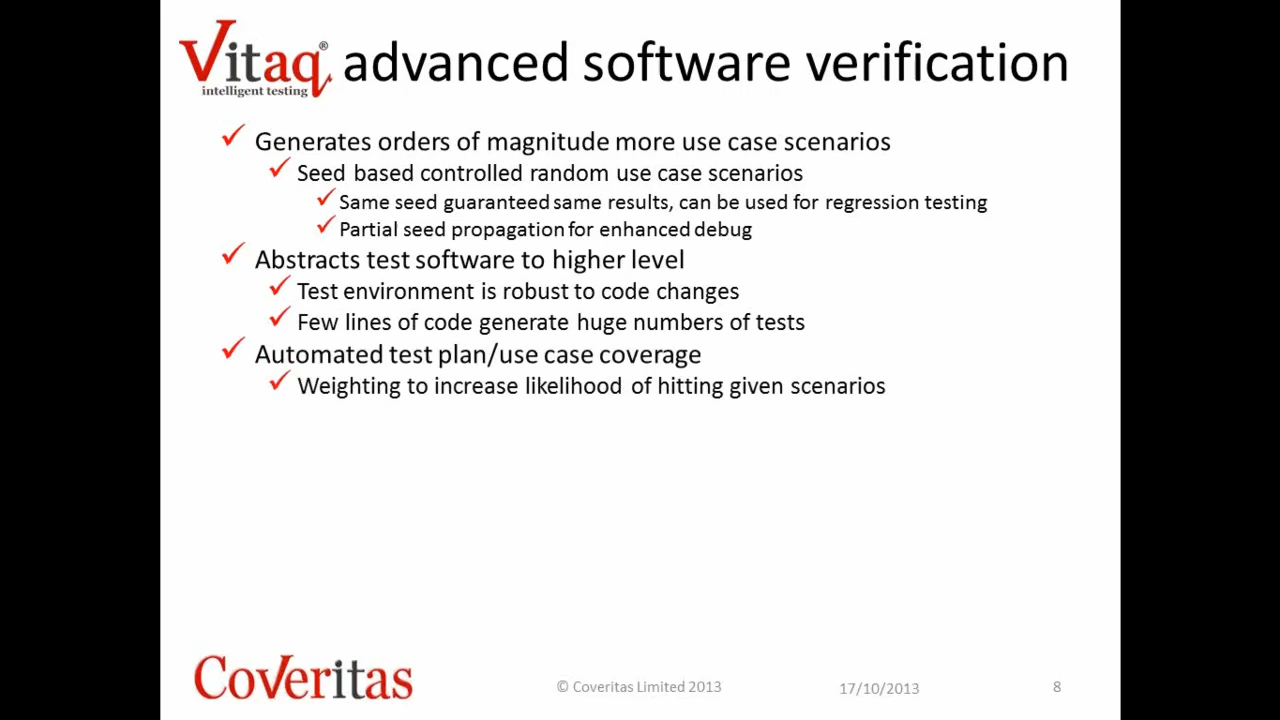 Vitaq® advanced software verification
intelligent testing
Generates orders of magnitude more use case scenarios
Seed based controlled random use case scenarios
Same seed guaranteed same results, can be used for regression testing
Partial seed propagation for enhanced debug
Abstracts test software to higher level
Test environment is robust to code changes
Few lines of code generate huge numbers of tests
Automated test plan/use case coverage
Weighting to increase likelihood of hitting given scenarios
CoVeritas © Coveritas Limited 2013 17/10/2013 8